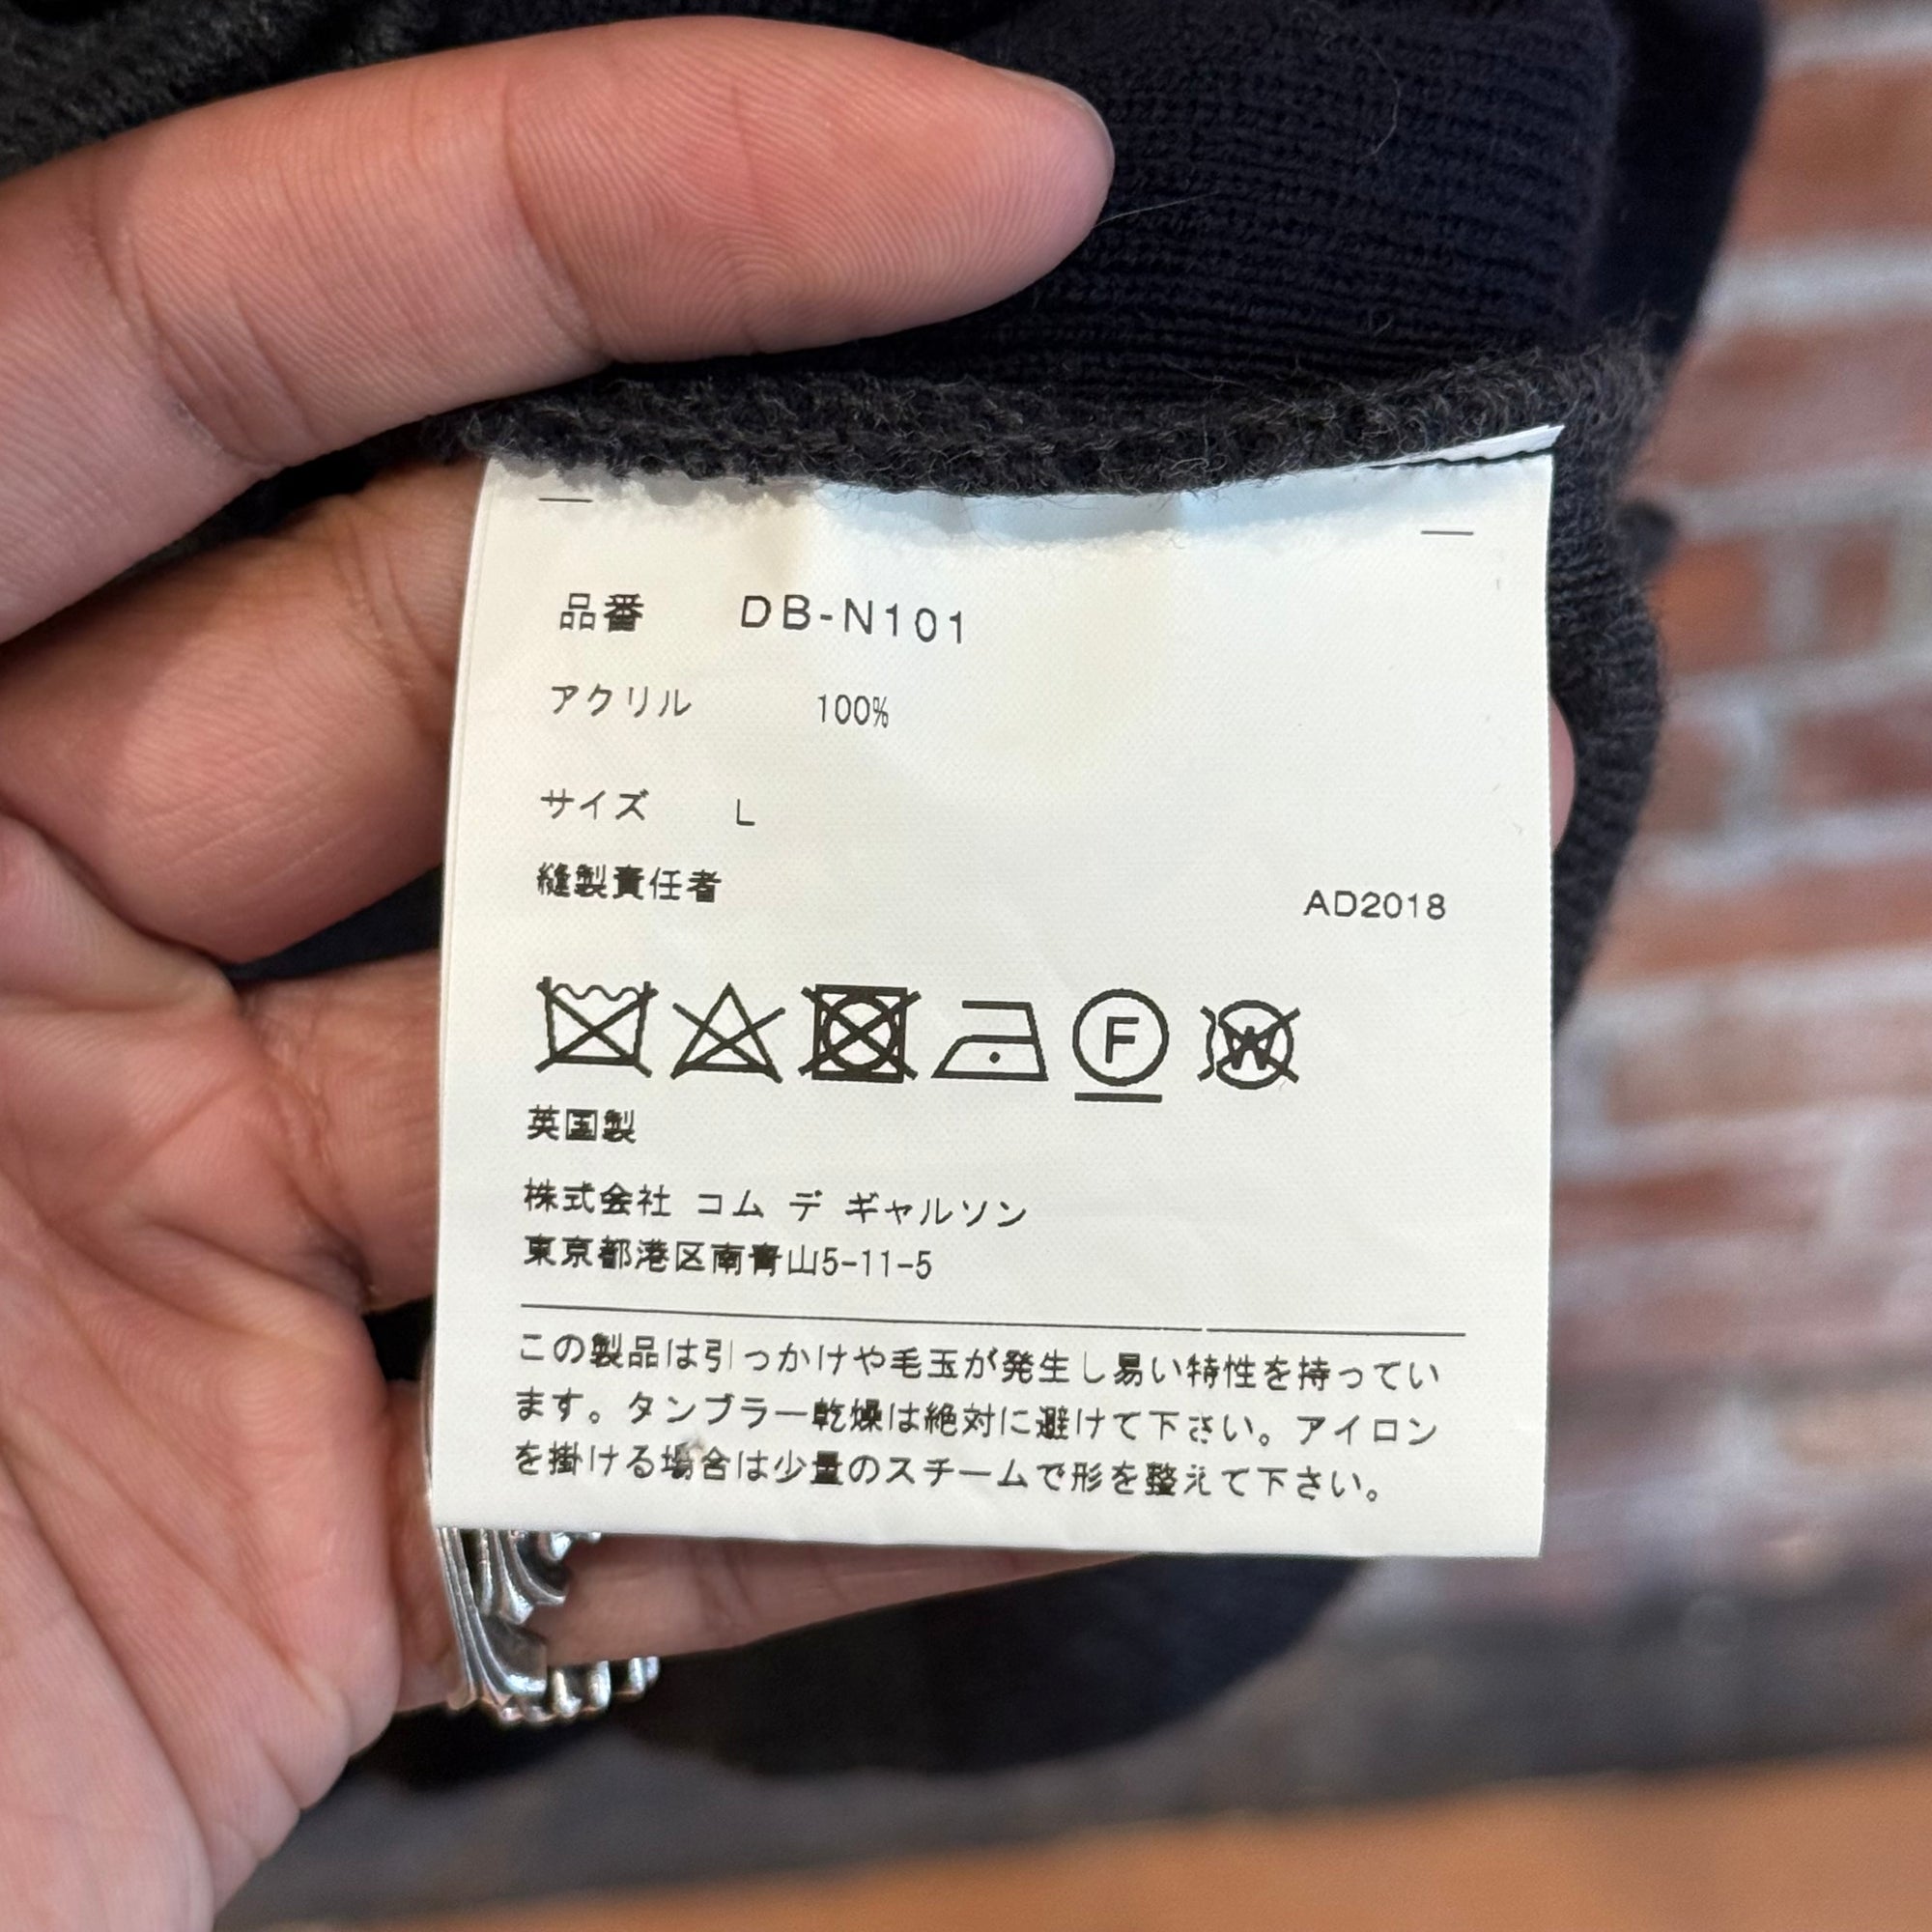 品番 DB-N101
アクリル 100%
サイズ L
縫製責任者 AD2018
F W
英国製
株式会社 コム デ ギャルソン
東京都港区南青山5-11-5
この製品は引っかけや毛玉が発生し易い特性を持ってい
ます。タンブラー乾燥は絶対に避けて下さい。アイロン
を掛ける場合は少量のスチームで形を整えて下さい。